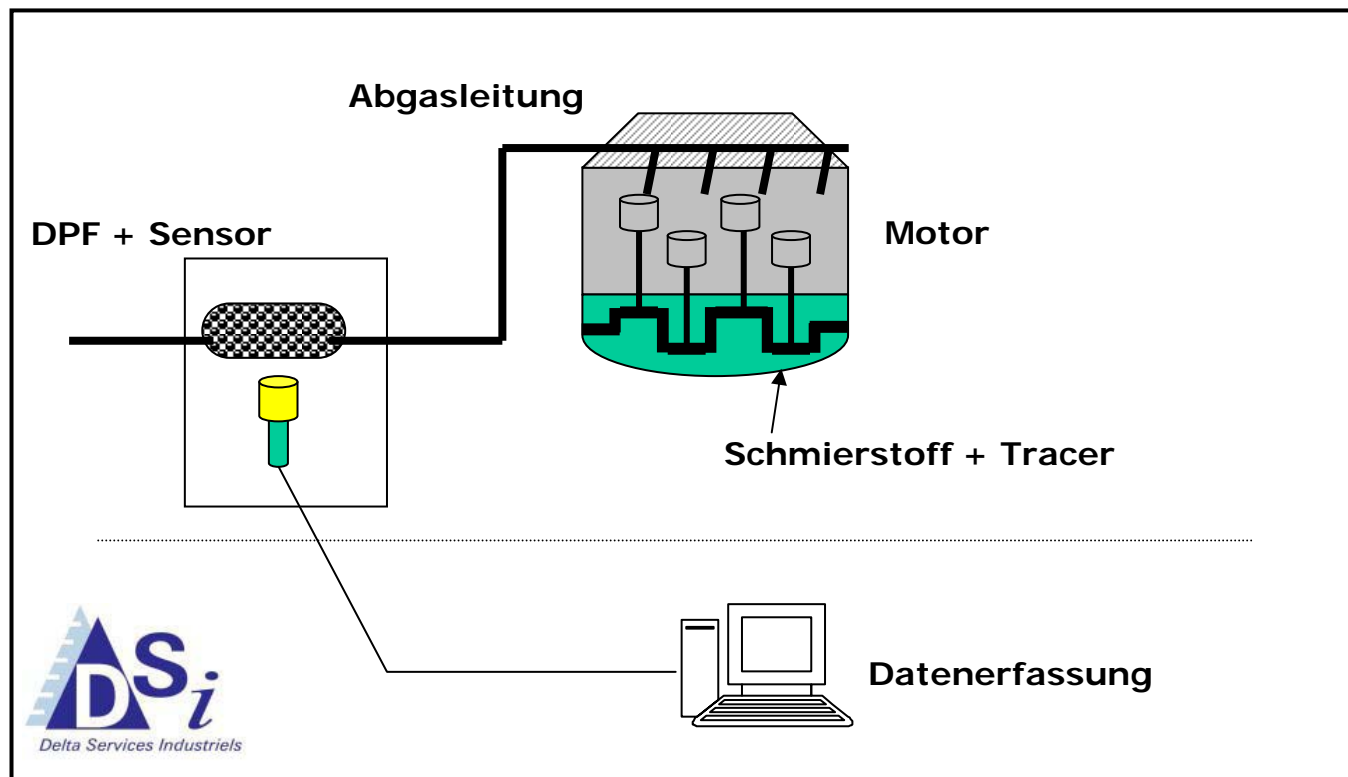 Abgasleitung
DPF + Sensor
Motor
Schmierstoff + Tracer
Datenerfassung
DSi
Delta Services Industriels